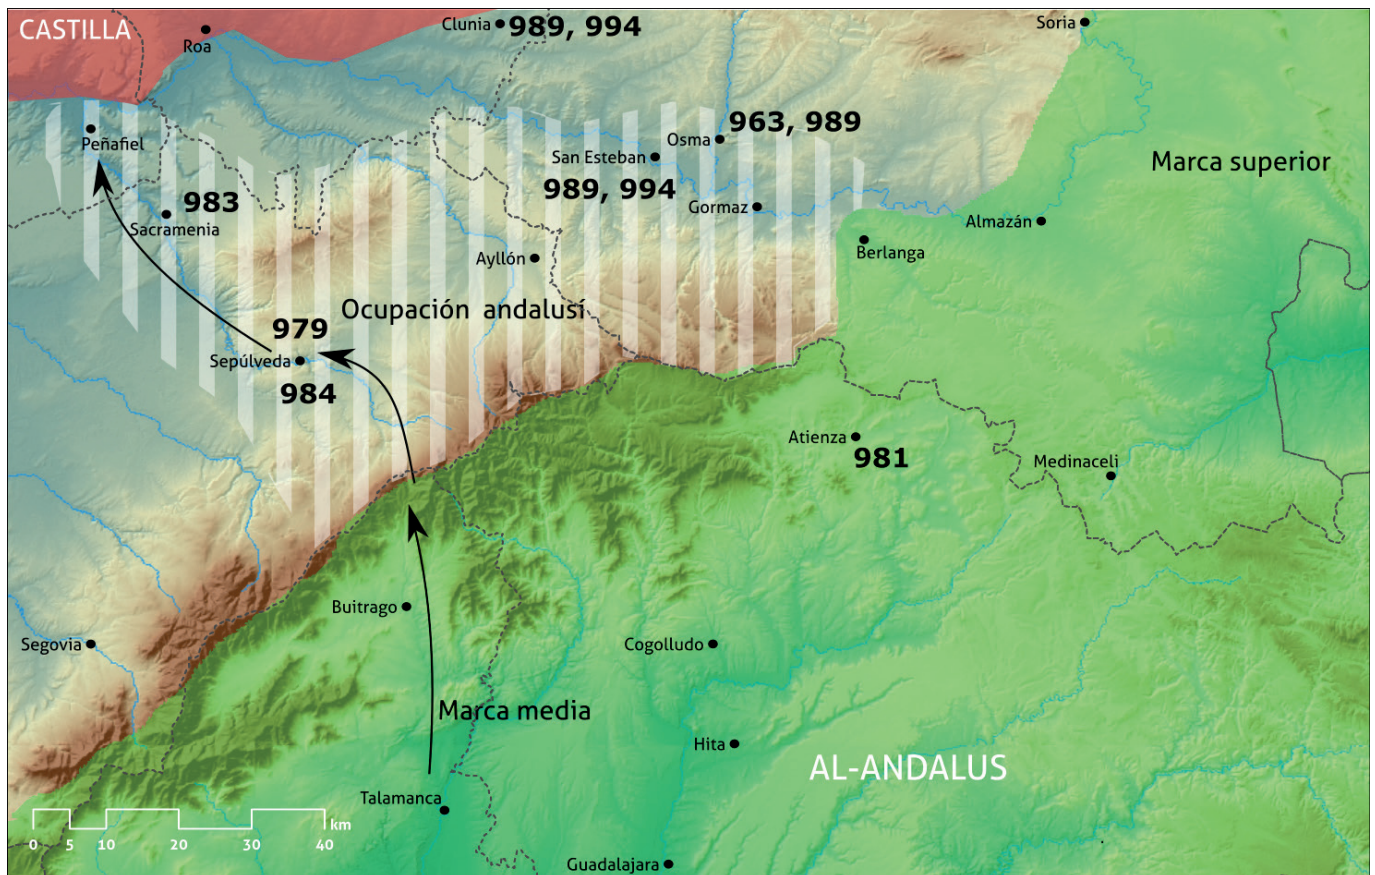 CASTILLA
Roa
Clunia
989, 994
Soria
Peñafiel
Osma
963, 989
San Esteban
989, 994
Marca superior
983
Sacramenia
Gormaz
Almazán
Ayllón
Berlanga
Ocupación andalusí
979
Sepúlveda
984
Atienza
981
Medinaceli
Buitrago
Segovia
Cogolludo
Marca media
Hita
AL-ANDALUS
Talamanca
km
0 5 10 20 30 40
Guadalajara